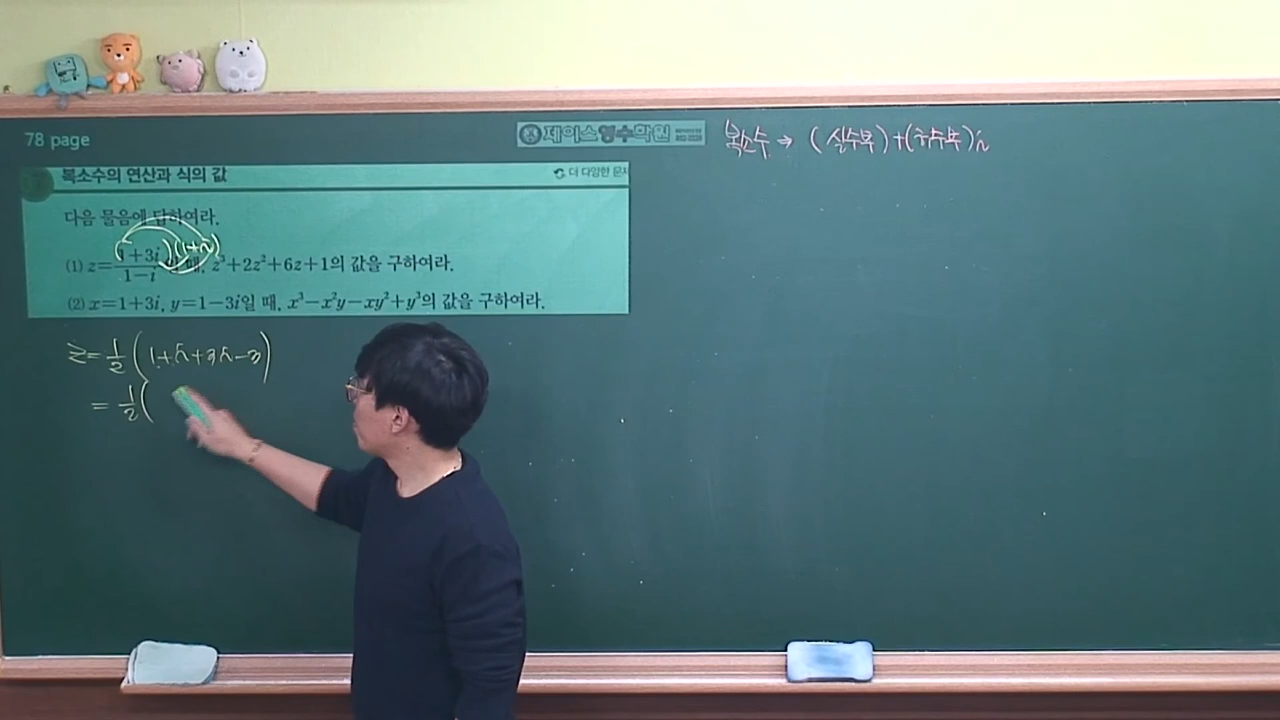 78 page
제이스영수학원
복소수 → (실수부)+(허수부)i
복소수의 연산과 식의 값
더 다양한 문제
다음 물음에 답하여라.
(1+i)
(1) z=1+3i/1−i 일 때, z³+2z²+6z+1의 값을 구하여라.
(2) x=1+3i, y=1−3i일 때, x³−x²y−xy²+y³의 값을 구하여라.
z=1/2(1+i+3i−3)
=1/2(